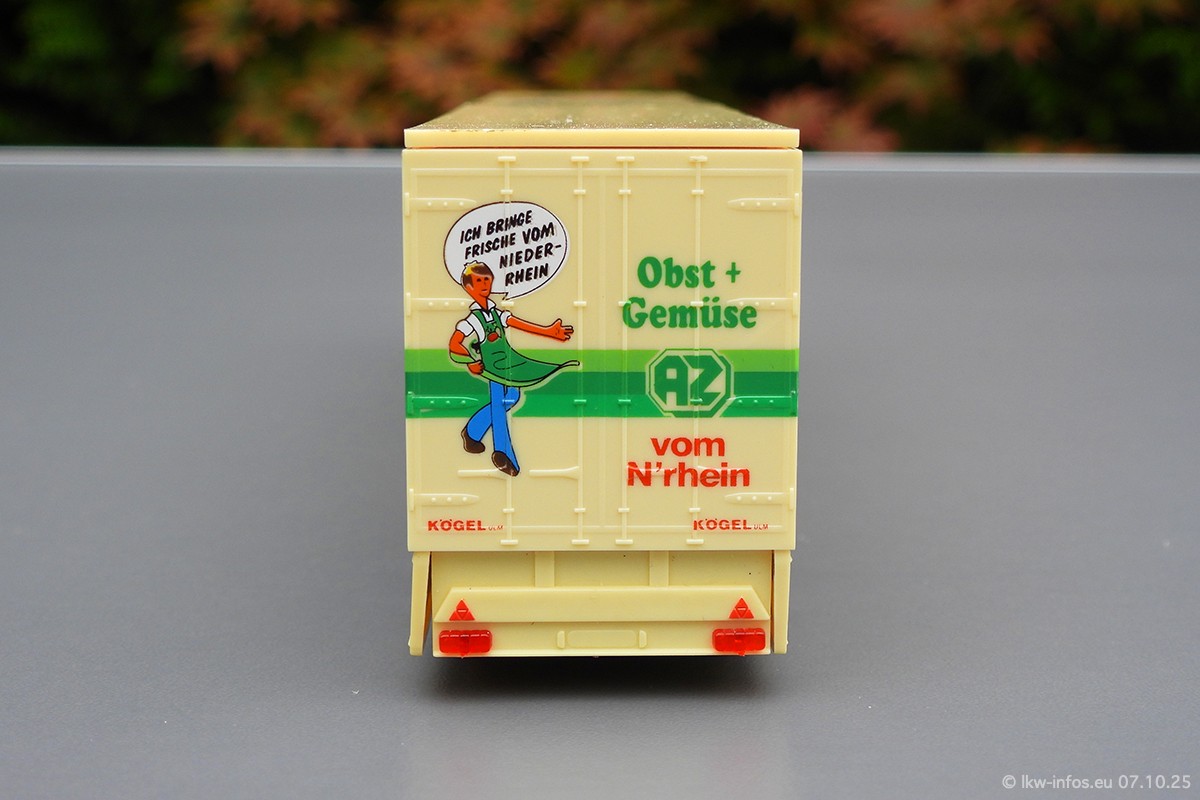 ICH BRINGE
FRISCHE VOM
NIEDER-
RHEIN
Obst +
Gemüse
AZ
vom
N'rhein
KÖGEL ULM
KÖGEL ULM
© lkw-infos.eu 07.10.25